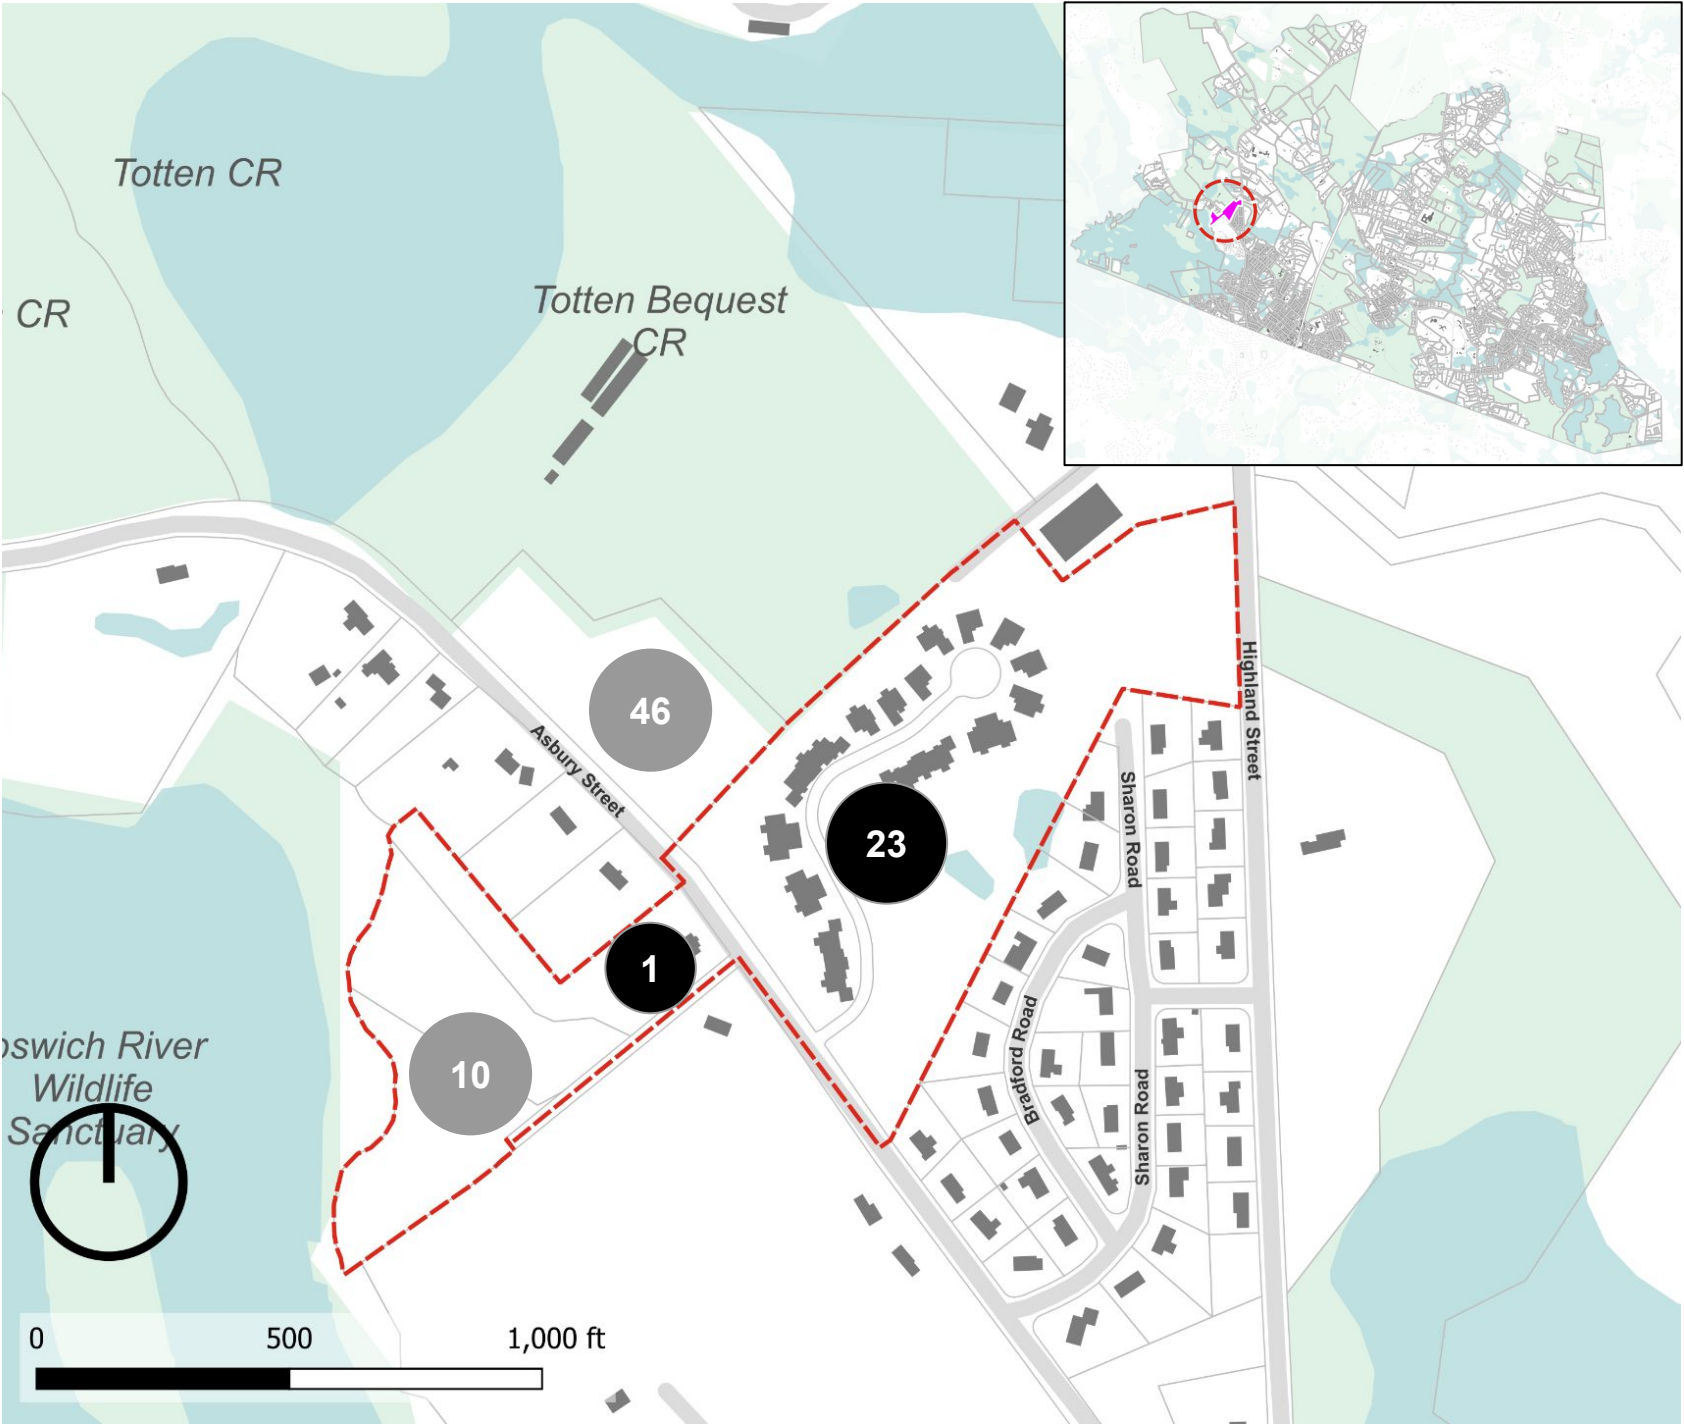 Totten CR
CR
Totten Bequest
CR
46
Asbury Street
Highland Street
23
Sharon Road
1
Bradford Road
10
Sharon Road
pswich River
Wildlife
Sanctuary
0 500 1,000 ft